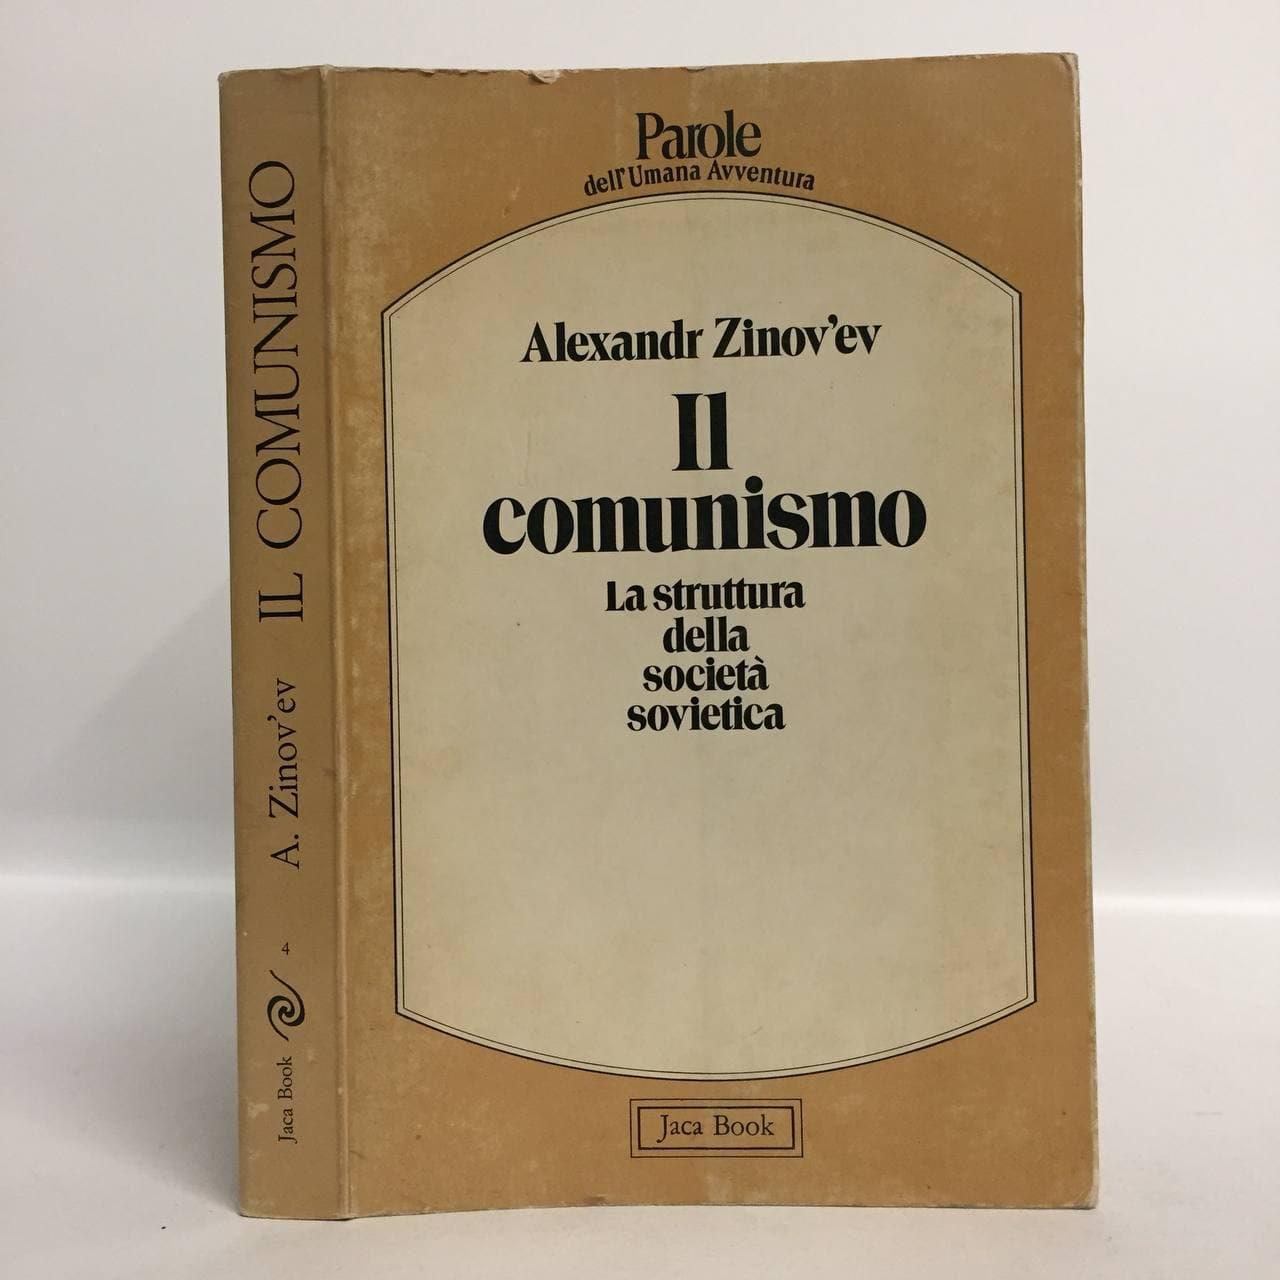 Parole
dell'Umana Avventura
Alexandr Zinov'ev
Il
comunismo
La struttura
della
società
sovietica
Jaca Book
Jaca Book 4 A. Zinov'ev IL COMUNISMO